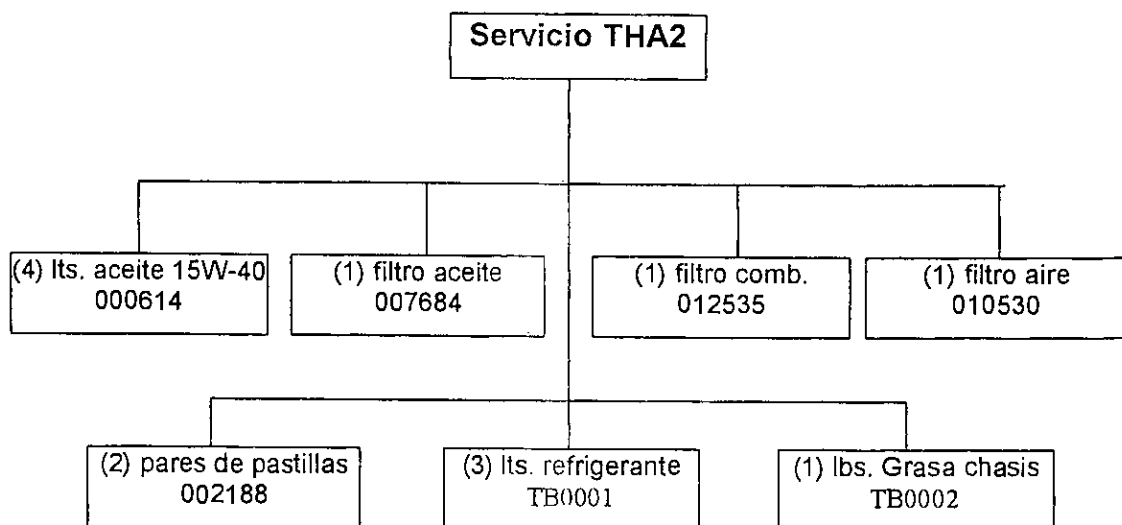 Servicio THA2
(4) lts. aceite 15W-40
000614
(1) filtro aceite
007684
(1) filtro comb.
012535
(1) filtro aire
010530
(2) pares de pastillas
002188
(3) lts. refrigerante
TB0001
(1) lbs. Grasa chasis
TB0002